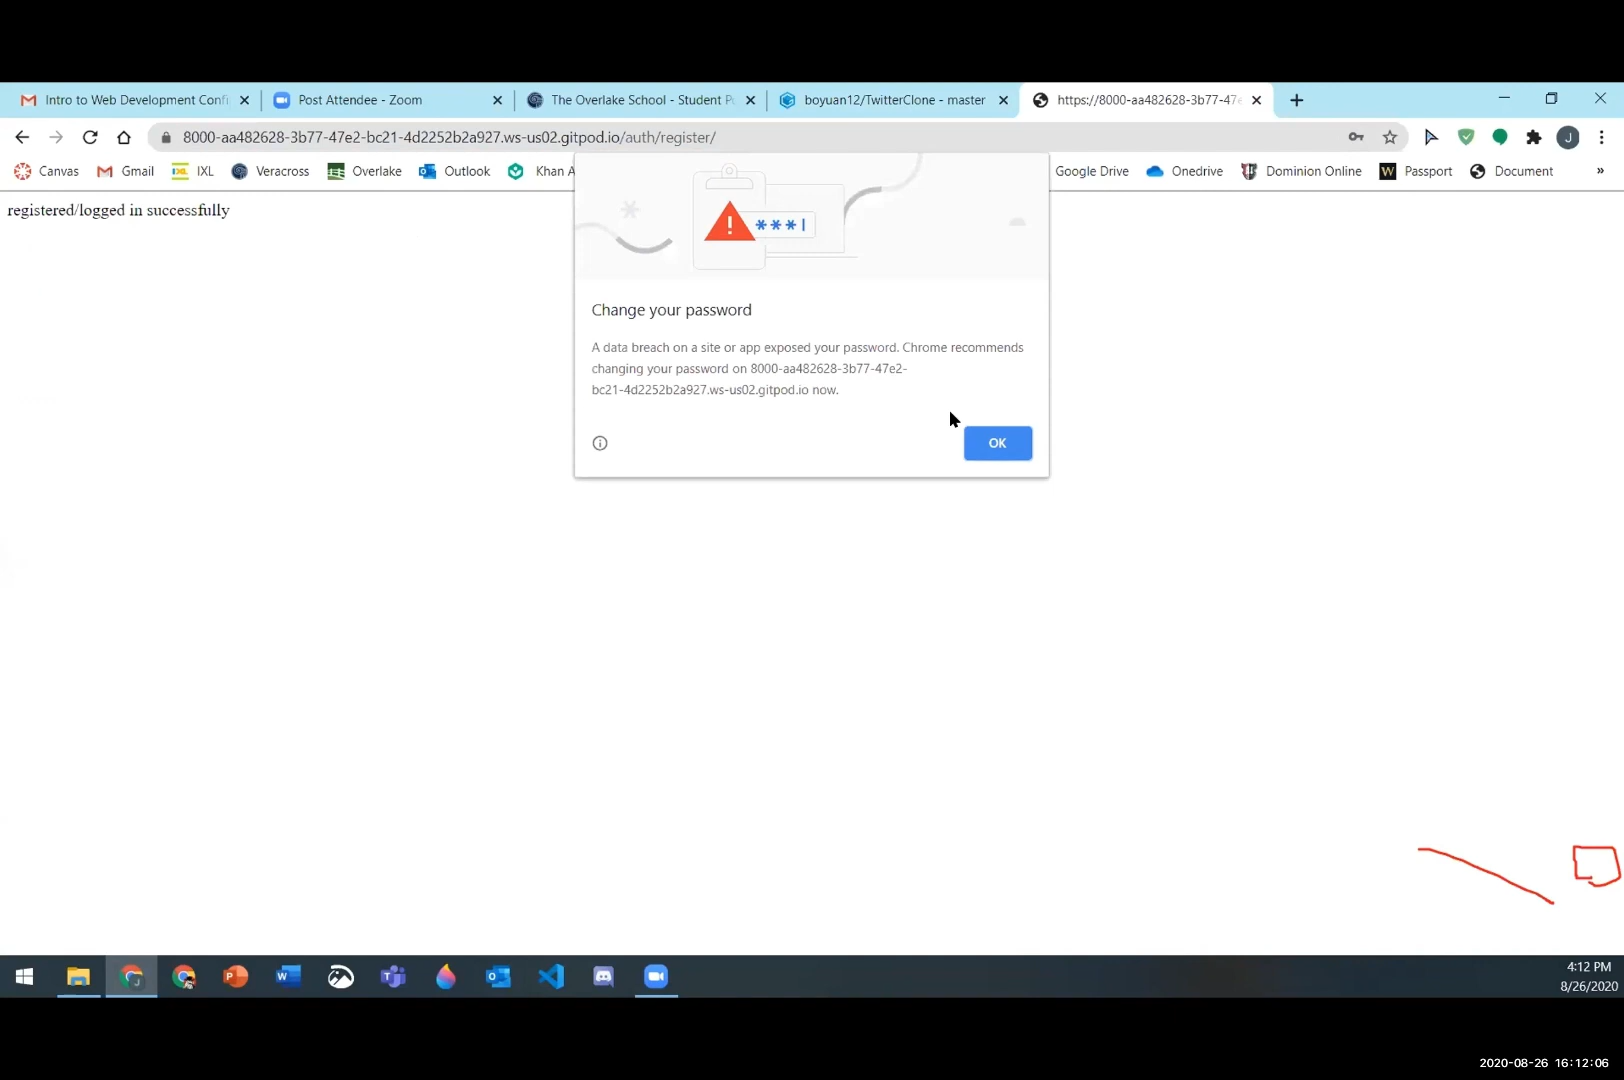 Intro to Web Development Confi
Post Attendee - Zoom
The Overlake School - Student P
boyuan12/TwitterClone - master
https://8000-aa482628-3b77-47e
8000-aa482628-3b77-47e2-bc21-4d2252b2a927.ws-us02.gitpod.io/auth/register/
J
Canvas
Gmail
IXL
Veracross
Overlake
Outlook
Khan A
Google Drive
Onedrive
Dominion Online
W Passport
Document
»
registered/logged in successfully
***|
Change your password
A data breach on a site or app exposed your password. Chrome recommends
changing your password on 8000-aa482628-3b77-47e2-
bc21-4d2252b2a927.ws-us02.gitpod.io now.
OK
4:12 PM
8/26/2020
2020-08-26 16:12:06